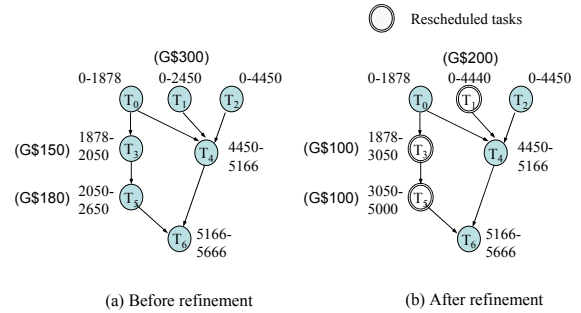 Rescheduled tasks
(G$300)
0-1878
0-2450
0-4450
T0
T1
T2
(G$150)
1878-
2050
T3
T4
4450-
5166
(G$180)
2050-
2650
T5
T6
5166-
5666
(a) Before refinement
(G$200)
0-1878
0-4440
0-4450
T0
T1
T2
(G$100)
1878-
3050
T3
T4
4450-
5166
(G$100)
3050-
5000
T5
T6
5166-
5666
(b) After refinement